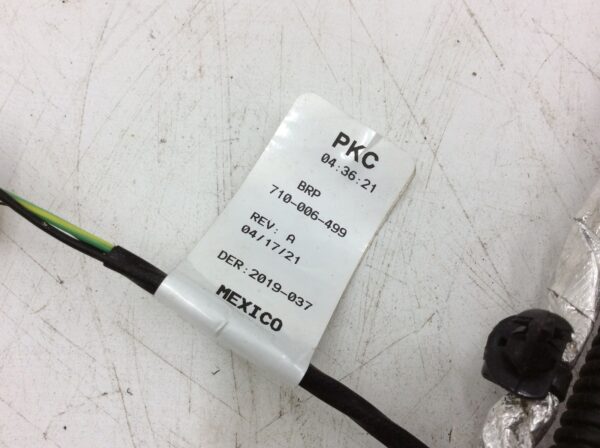 PKC
04:36:21
BRP
710-006-499
REV: A
04/17/21
DER:2019-037
MEXICO